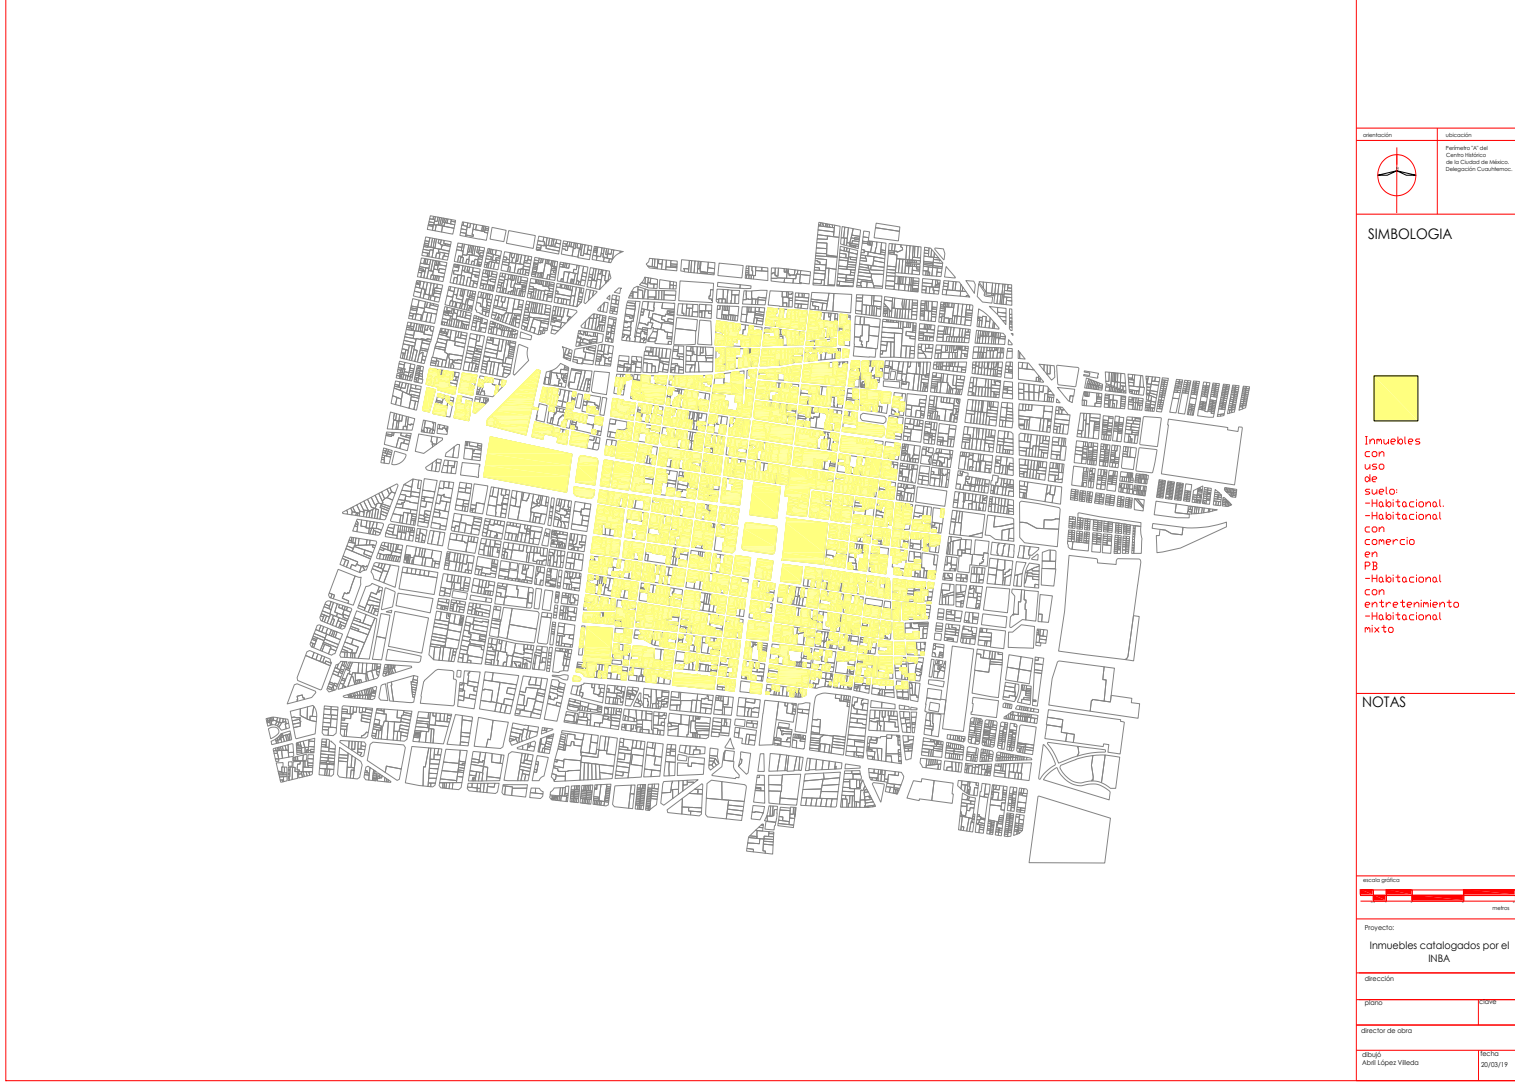 orientación
ubicación
Perímetro "A" del
Centro Histórico
de la Ciudad de México.
Delegación Cuauhtemoc.
SIMBOLOGIA
Inmuebles
con
uso
de
suelo:
-Habitacional.
-Habitacional
con
comercio
en
PB
-Habitacional
con
entretenimiento
-Habitacional
mixto
NOTAS
escala gráfica
metros
Proyecto:
Inmuebles catalogados por el
INBA
dirección
plano
clave
director de obra
dibujó
Abril López Villeda
fecha
20/03/19